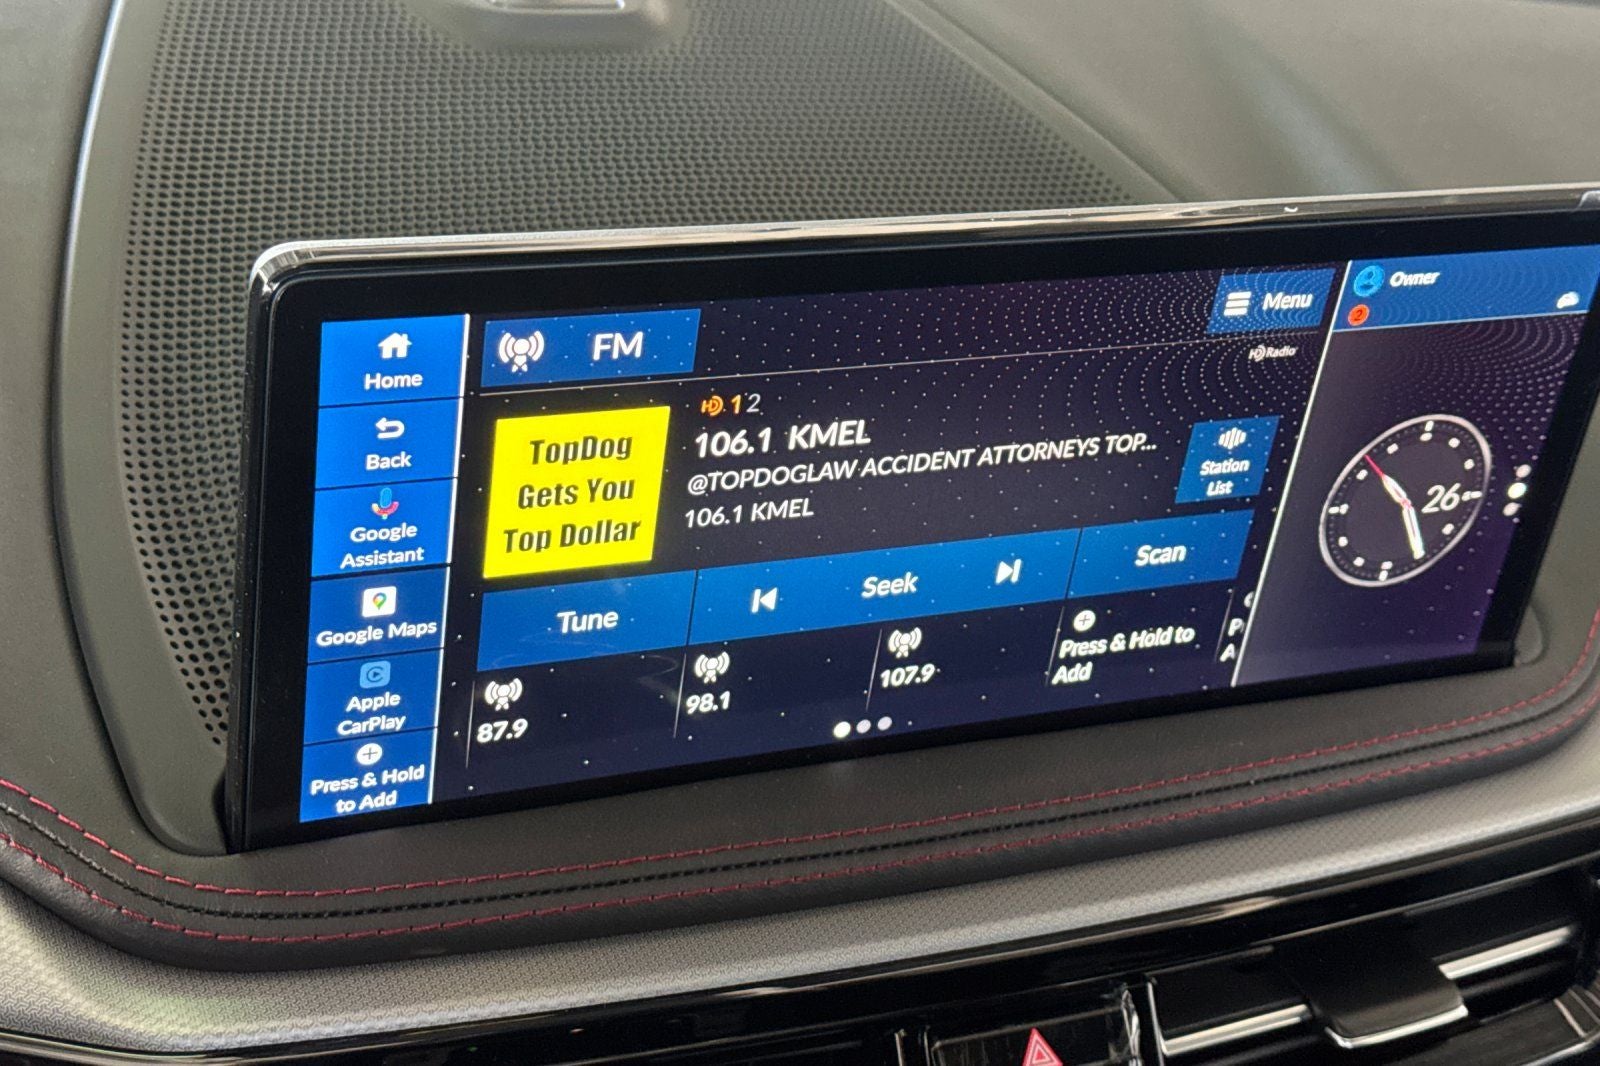 Home
Back
Google
Assistant
Google Maps
Apple
CarPlay
Press & Hold
to Add
FM
Menu
HD Radio
TopDog
Gets You
Top Dollar
HD 1 2
106.1 KMEL
@TOPDOGLAW ACCIDENT ATTORNEYS TOP...
106.1 KMEL
Station
List
Tune
Seek
Scan
87.9
98.1
107.9
Press & Hold to
Add
Owner
2
26